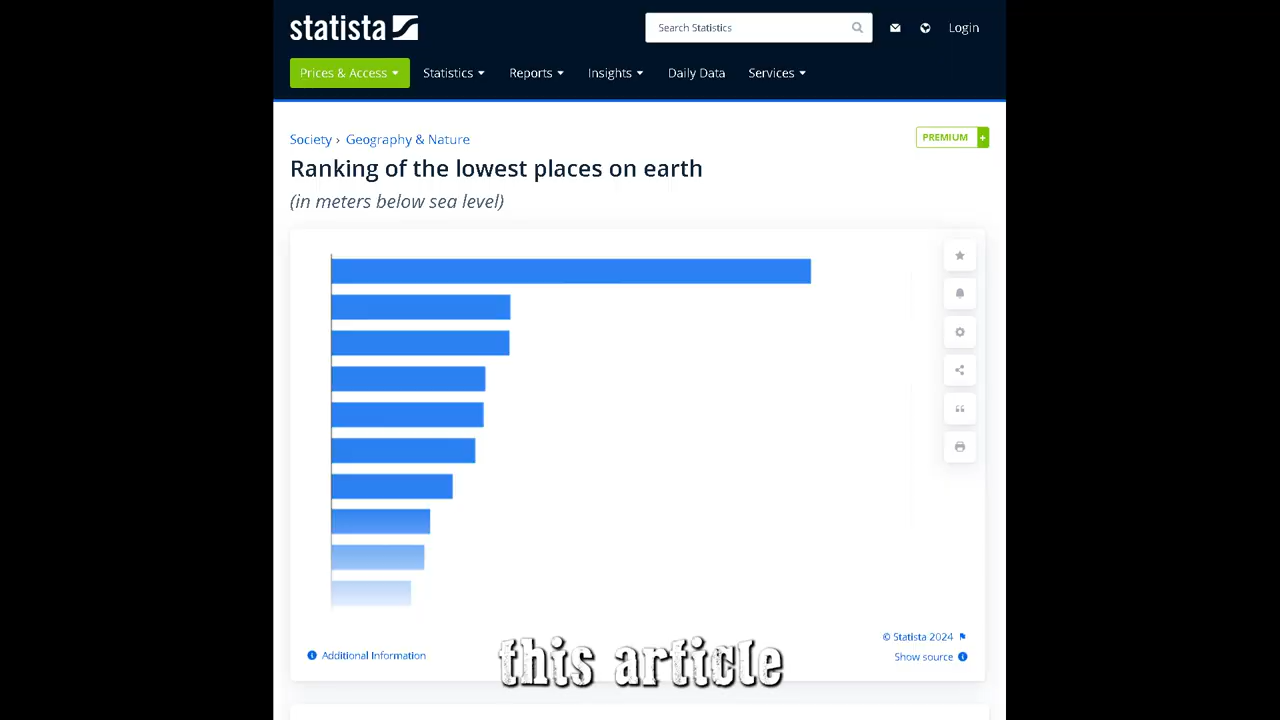 statista
Search Statistics
Login
Prices & Access
Statistics
Reports
Insights
Daily Data
Services
Society › Geography & Nature
PREMIUM +
Ranking of the lowest places on earth
(in meters below sea level)
© Statista 2024
Additional Information
Show source
this article